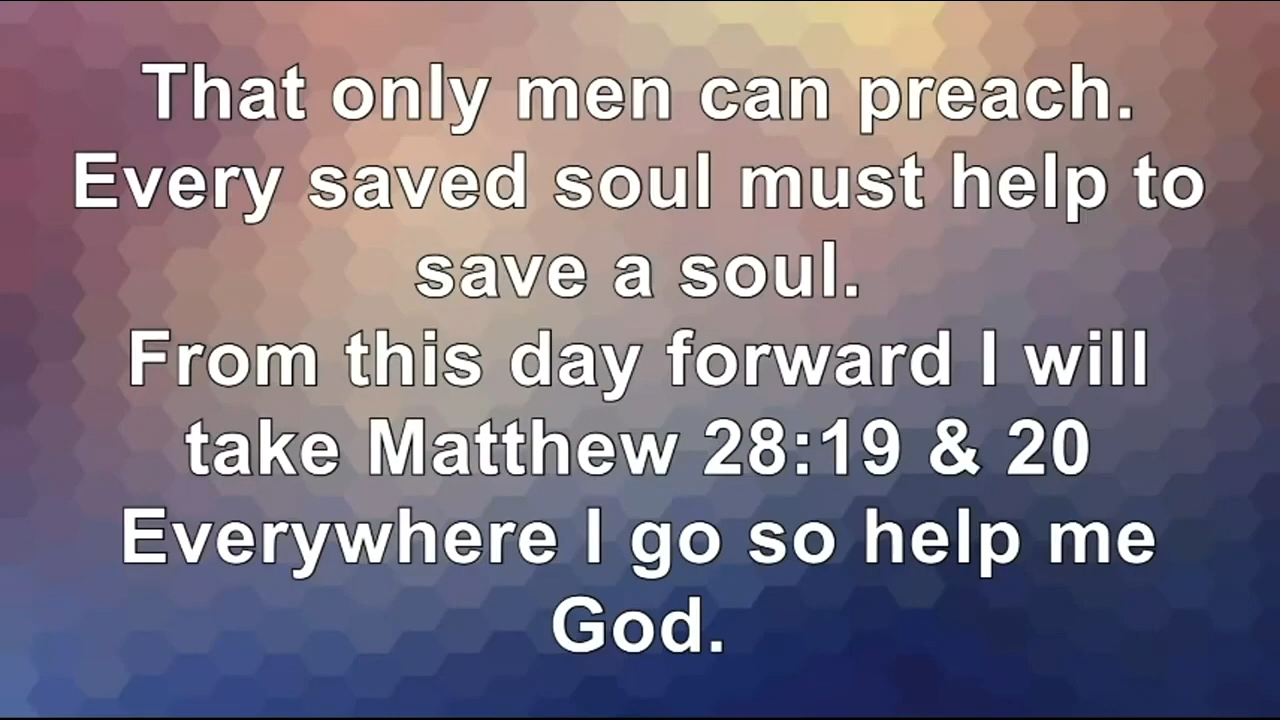 That only men can preach.
Every saved soul must help to
save a soul.
From this day forward I will
take Matthew 28:19 & 20
Everywhere I go so help me
God.